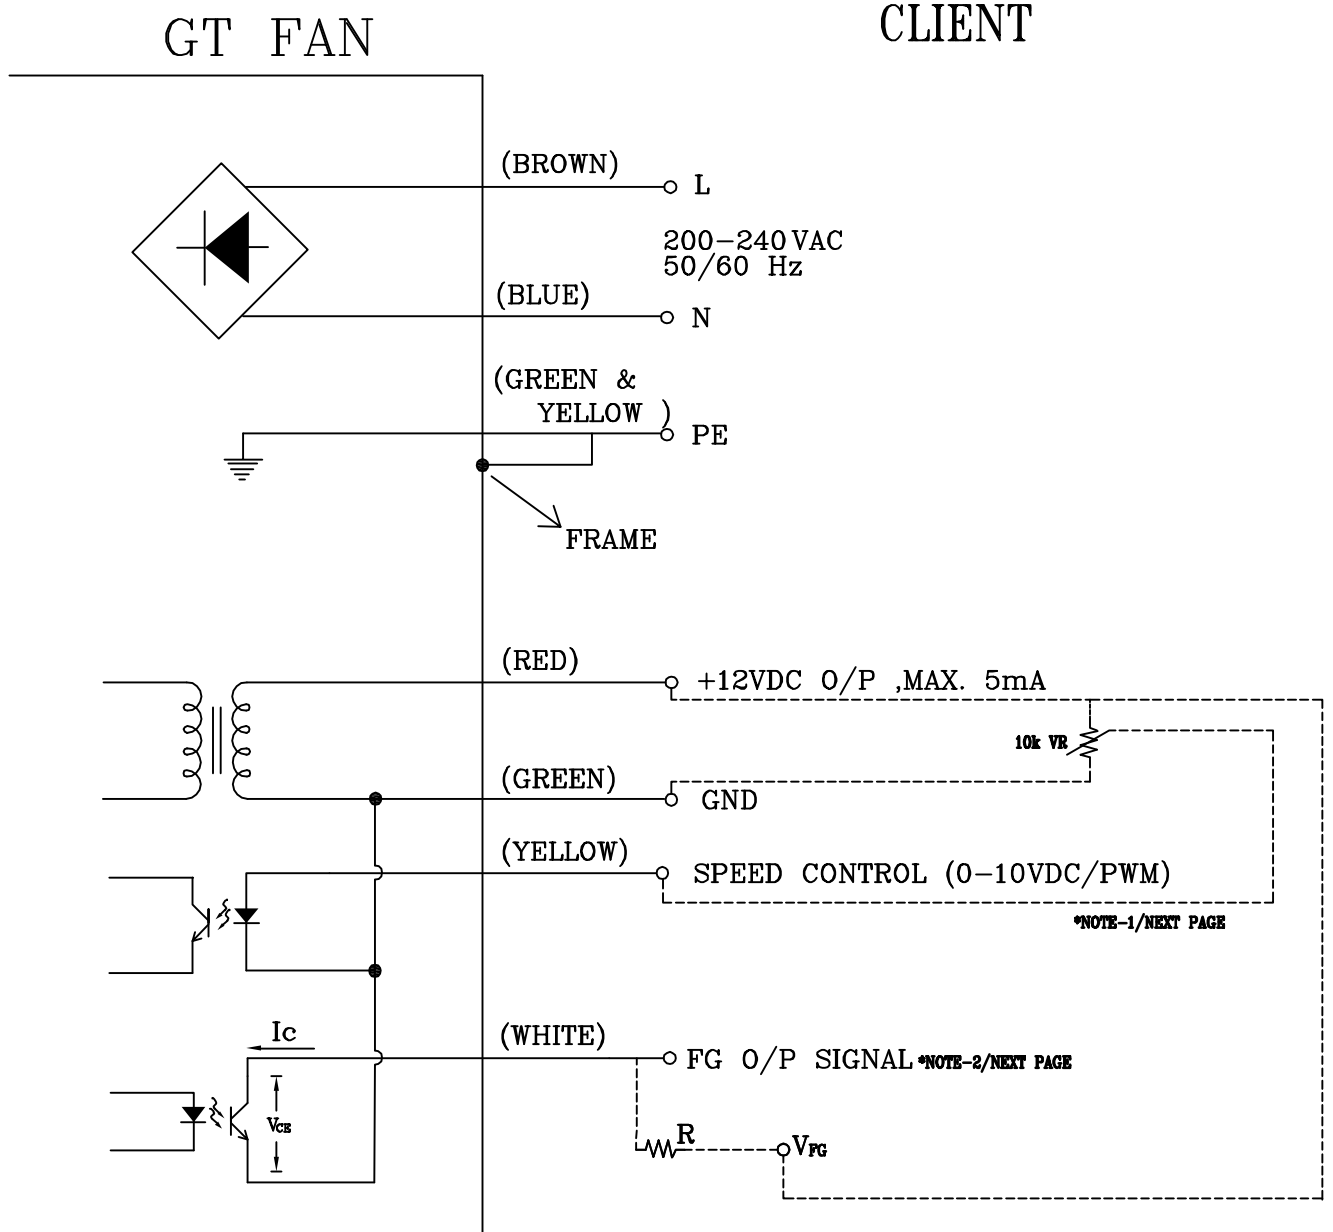 GT FAN
CLIENT
(BROWN)
L
200-240VAC
50/60 Hz
(BLUE)
N
(GREEN &
YELLOW )
PE
FRAME
(RED)
+12VDC O/P ,MAX. 5mA
10k VR
(GREEN)
GND
(YELLOW)
SPEED CONTROL (0-10VDC/PWM)
*NOTE-1/NEXT PAGE
Ic
(WHITE)
FG O/P SIGNAL *NOTE-2/NEXT PAGE
VCE
R
VFG